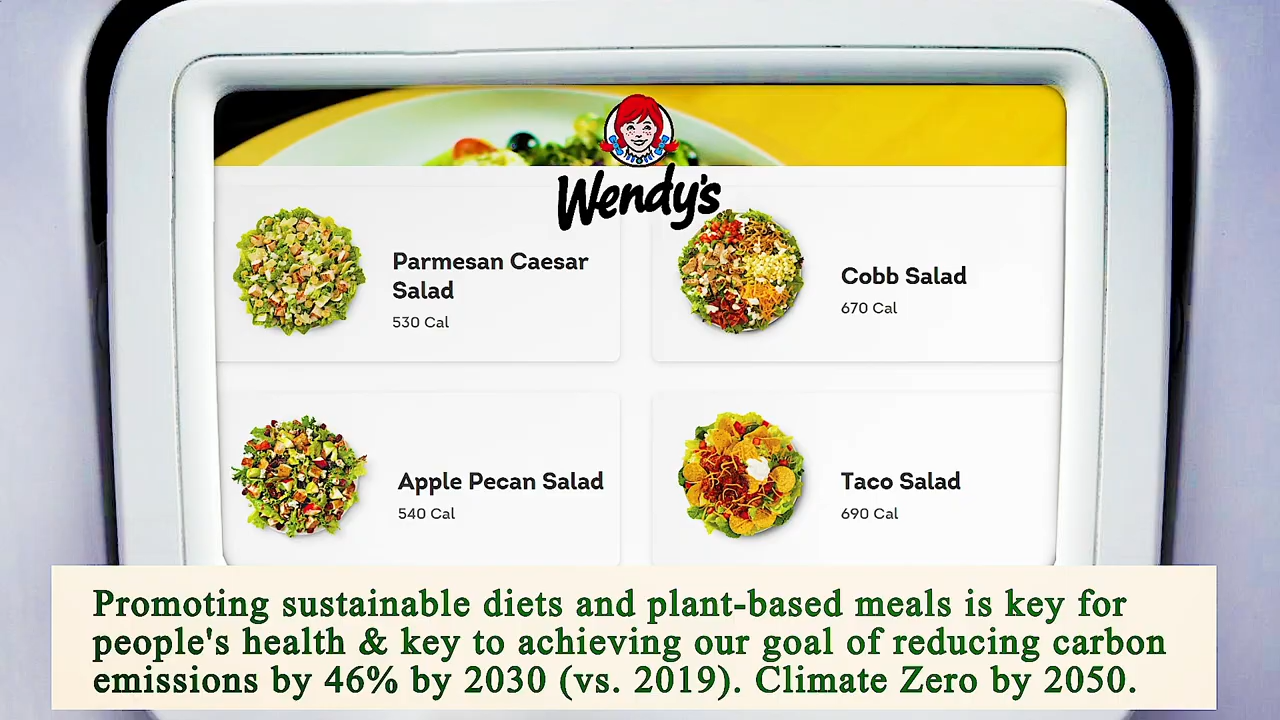 Wendy's
Parmesan Caesar
Salad
530 Cal
Cobb Salad
670 Cal
Apple Pecan Salad
540 Cal
Taco Salad
690 Cal
Promoting sustainable diets and plant-based meals is key for
people's health & key to achieving our goal of reducing carbon
emissions by 46% by 2030 (vs. 2019). Climate Zero by 2050.